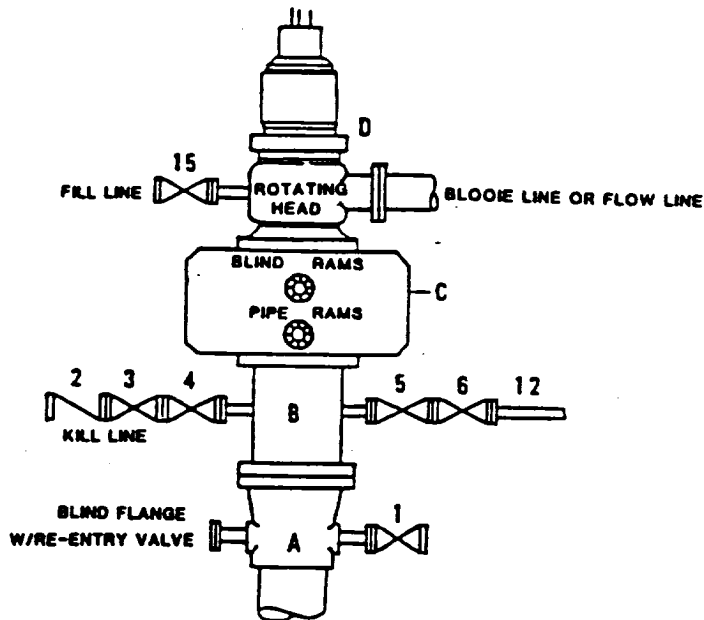 D
15
FILL LINE
ROTATING
HEAD
BLOOIE LINE OR FLOW LINE
BLIND RAMS
C
PIPE RAMS
2 3 4
5 6 12
B
KILL LINE
BLIND FLANGE
W/RE-ENTRY VALVE
1
A